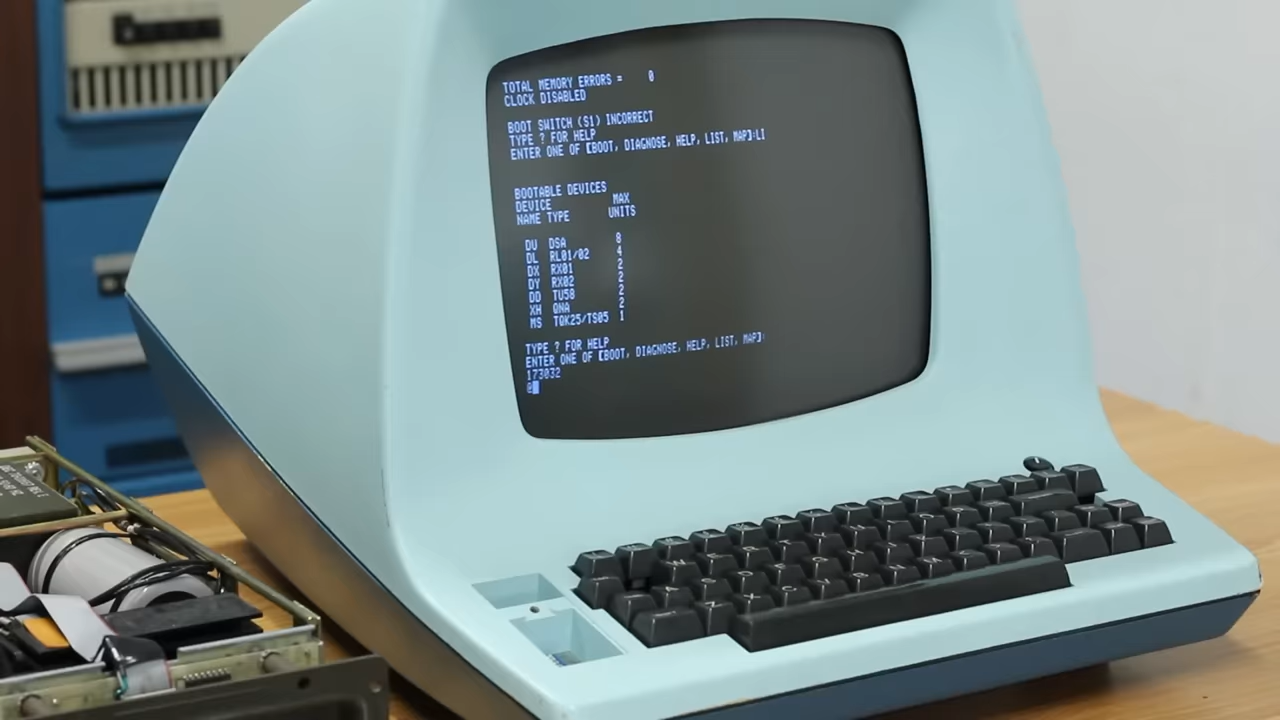 TOTAL MEMORY ERRORS = 0
CLOCK DISABLED
BOOT SWITCH (S1) INCORRECT
TYPE ? FOR HELP
ENTER ONE OF [BOOT, DIAGNOSE, HELP, LIST, MAP]:LI
BOOTABLE DEVICES
DEVICE MAX
NAME TYPE UNITS
DU DSA 8
DL RL01/02 4
DX RX01 2
DY RX02 2
DD TU58 2
XH QNA 2
MS TQK25/TS05 1
TYPE ? FOR HELP
ENTER ONE OF [BOOT, DIAGNOSE, HELP, LIST, MAP]:
173032
@